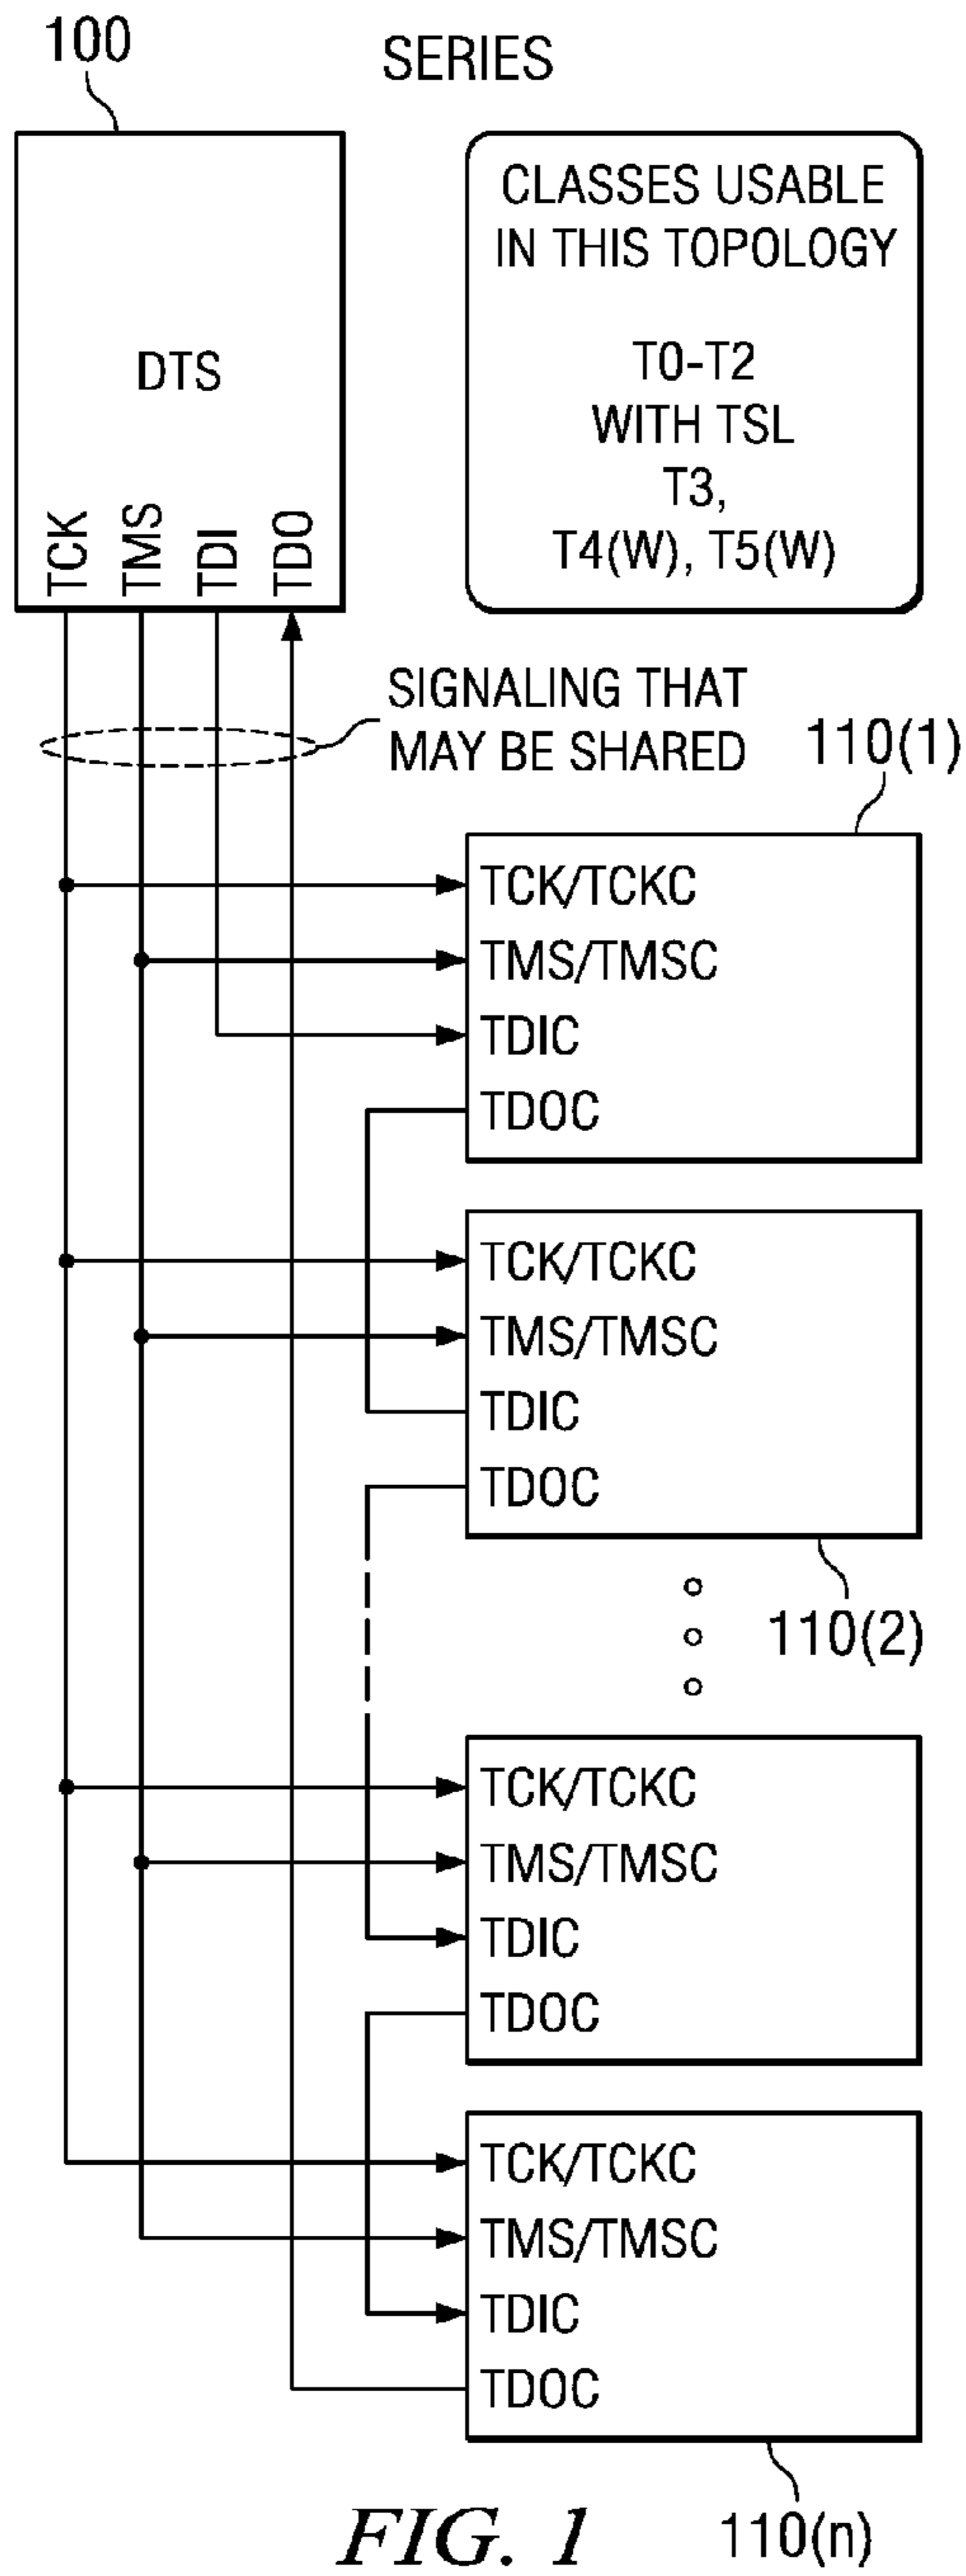 100
SERIES
CLASSES USABLE
IN THIS TOPOLOGY
T0-T2
WITH TSL
T3,
T4(W), T5(W)
DTS
TCK
TMS
TDI
TDO
SIGNALING THAT
MAY BE SHARED
110(1)
TCK/TCKC
TMS/TMSC
TDIC
TDOC
TCK/TCKC
TMS/TMSC
TDIC
TDOC
110(2)
TCK/TCKC
TMS/TMSC
TDIC
TDOC
TCK/TCKC
TMS/TMSC
TDIC
TDOC
110(n)
FIG. 1